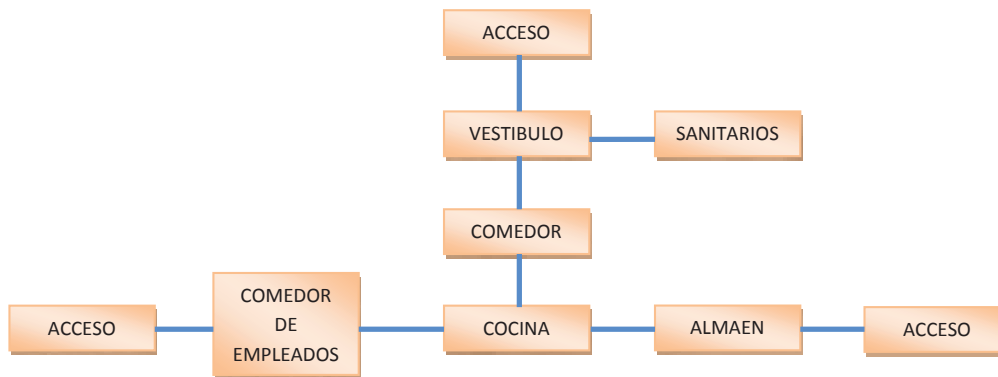 ACCESO
VESTIBULO
SANITARIOS
COMEDOR
ACCESO
COMEDOR
DE
EMPLEADOS
COCINA
ALMAEN
ACCESO